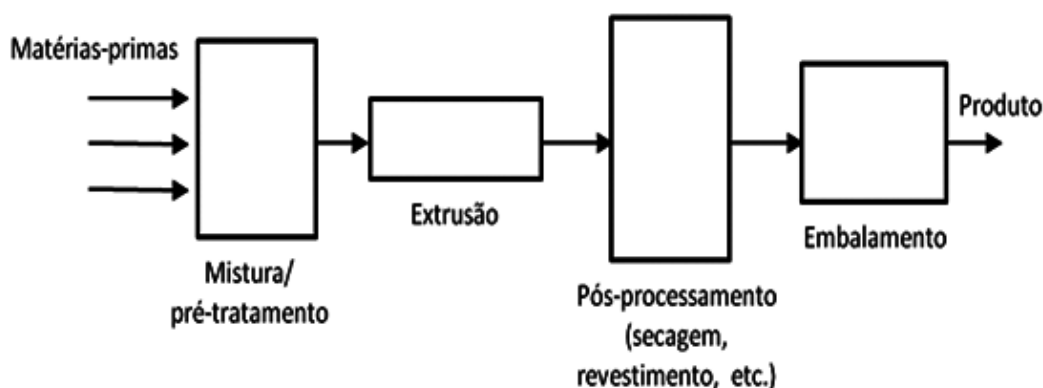 Matérias-primas
Mistura/
pré-tratamento
Extrusão
Pós-processamento
(secagem,
revestimento, etc.)
Embalamento
Produto